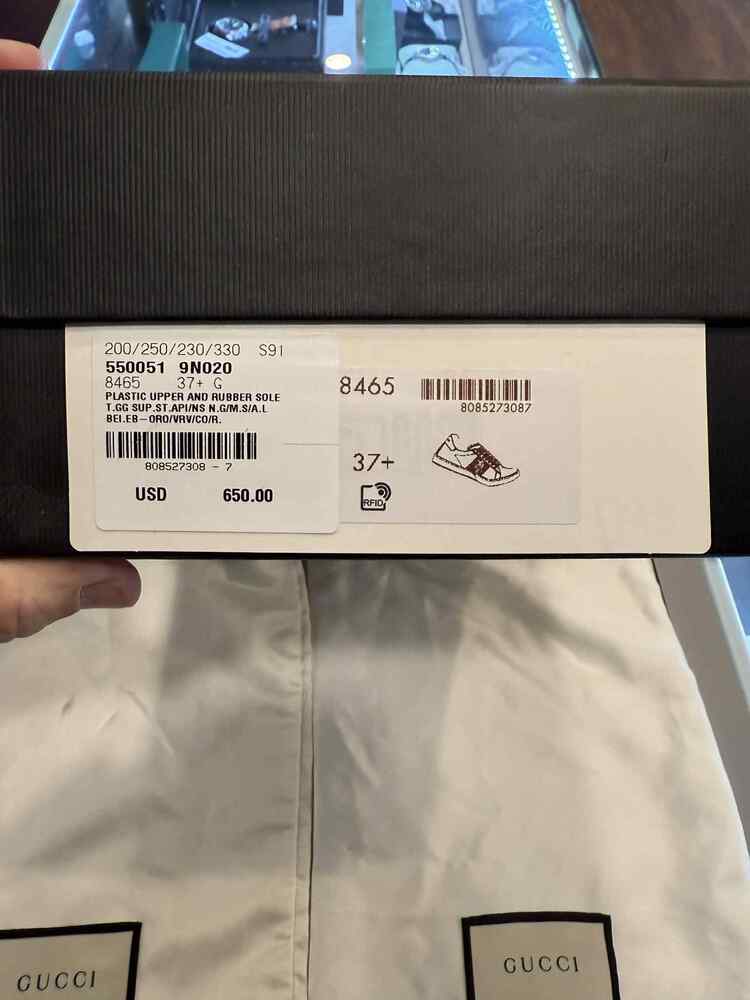 200/250/230/330 S91
550051 9N020
8465 37+ G
PLASTIC UPPER AND RUBBER SOLE
T.GG SUP.ST.API/NS N.G/M.S/A.L
BEI.EB-ORO/VRV/CO/R.
808527308 - 7
USD 650.00
8465
8085273087
37+
RFID
GUCCI
GUCCI